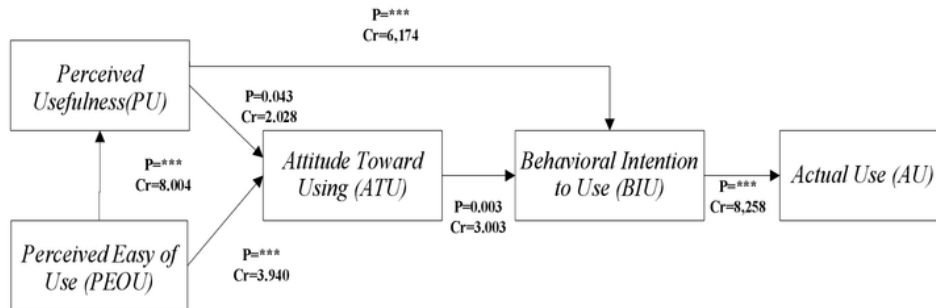 P=***
Cr=6,174
Perceived
Usefulness(PU)
P=0.043
Cr=2.028
P=***
Cr=8,004
Attitude Toward
Using (ATU)
Behavioral Intention
to Use (BIU)
Actual Use (AU)
P=0.003
Cr=3.003
P=***
Cr=8,258
Perceived Easy of
Use (PEOU)
P=***
Cr=3.940